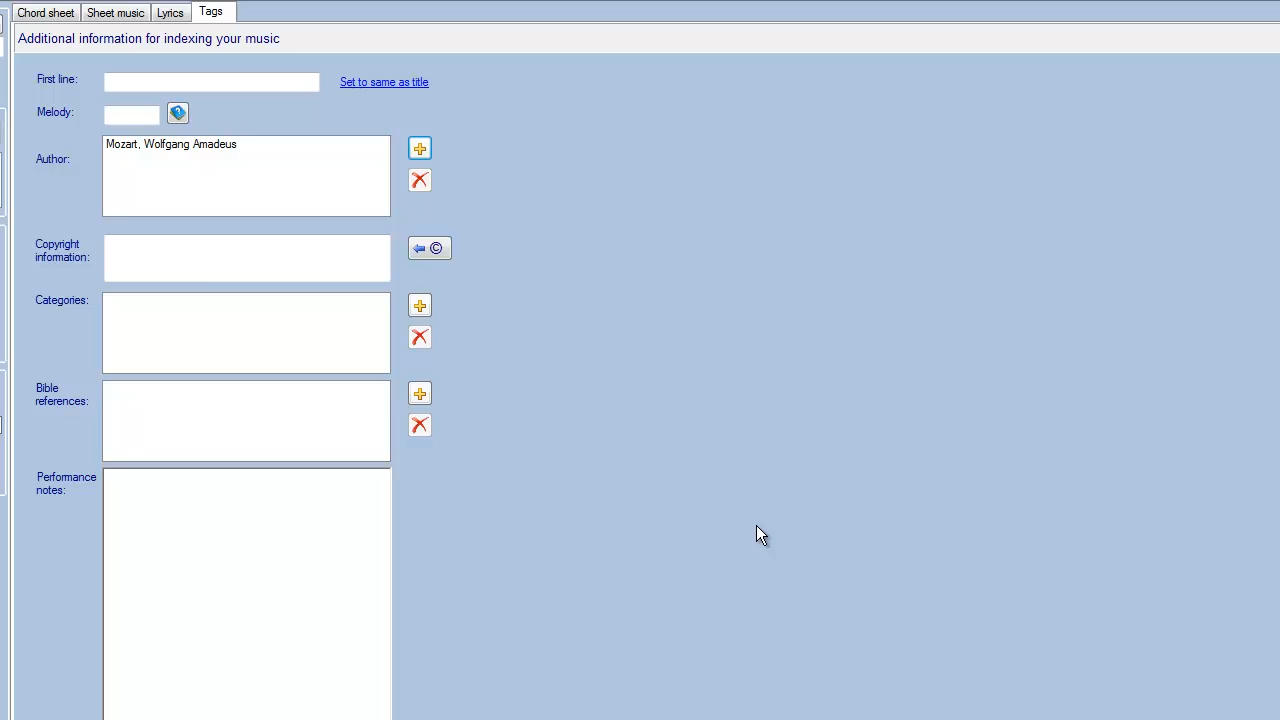 Chord sheet Sheet music Lyrics Tags
Additional information for indexing your music
First line:
Set to same as title
Melody:
Author:
Mozart, Wolfgang Amadeus
Copyright
information:
©
Categories:
Bible
references:
Performance
notes: